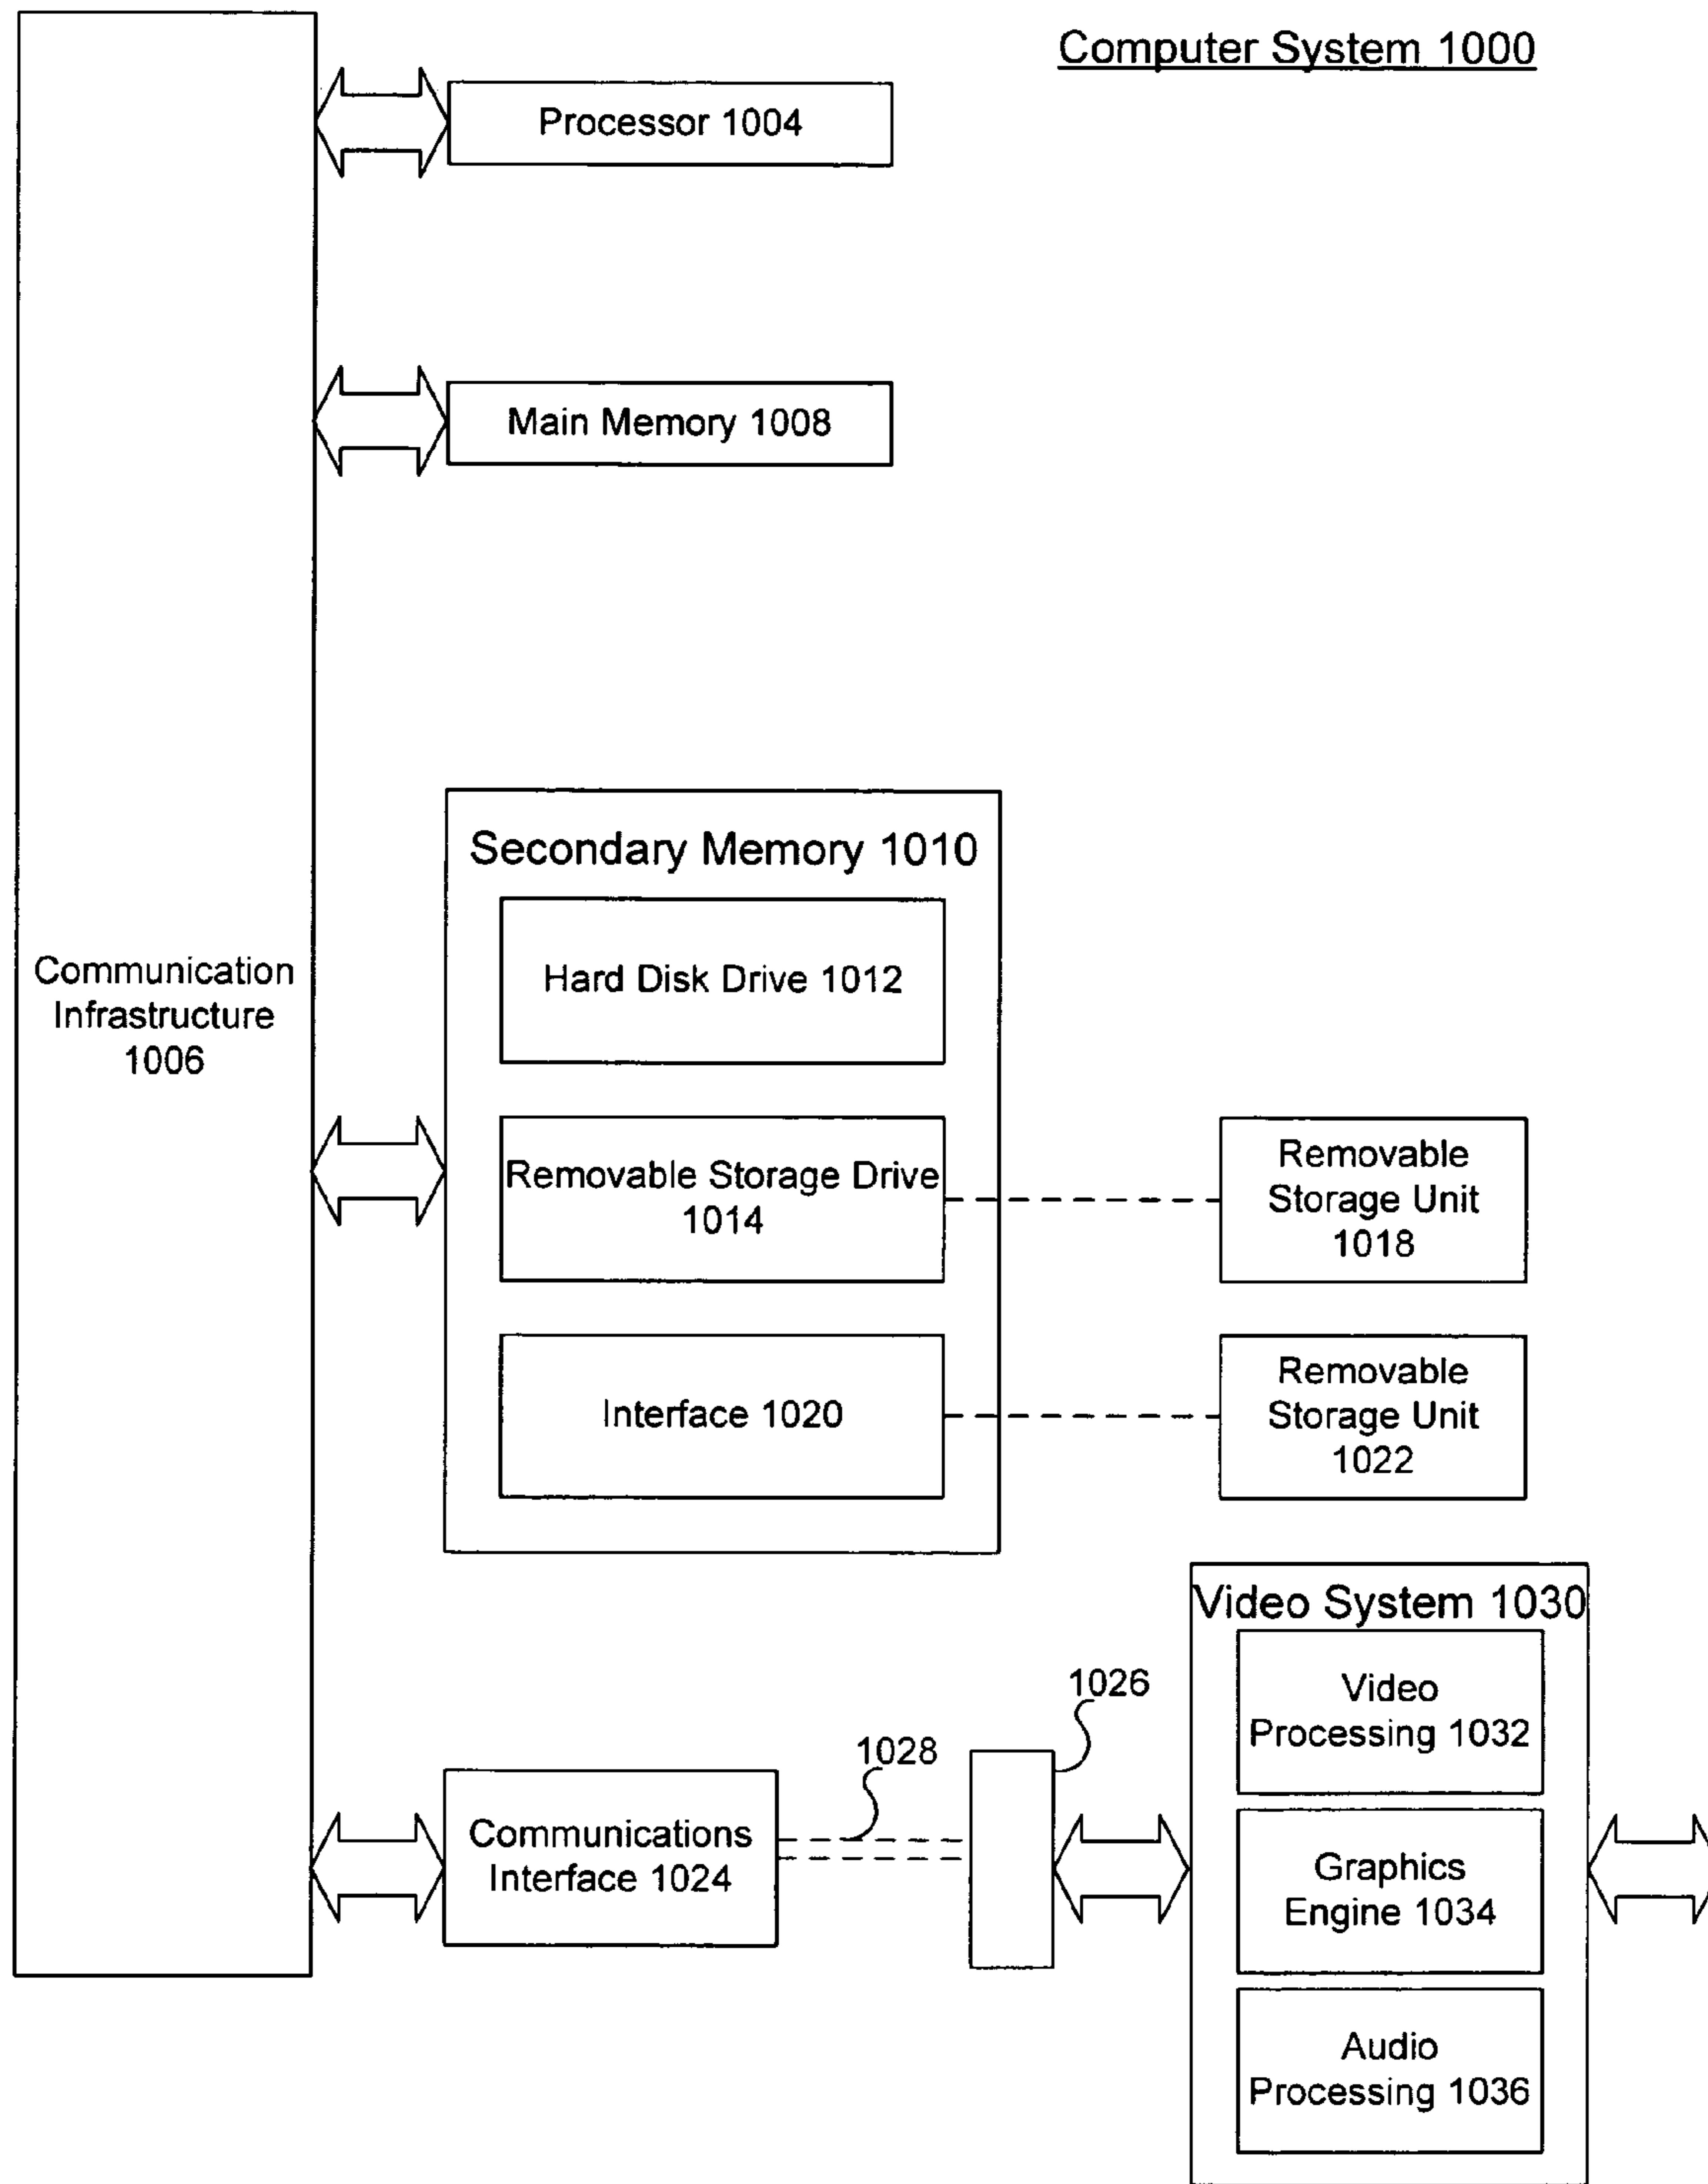 Computer System 1000
Processor 1004
Main Memory 1008
Communication
Infrastructure
1006
Secondary Memory 1010
Hard Disk Drive 1012
Removable Storage Drive
1014
Removable
Storage Unit
1018
Interface 1020
Removable
Storage Unit
1022
Communications
Interface 1024
1028
1026
Video System 1030
Video
Processing 1032
Graphics
Engine 1034
Audio
Processing 1036